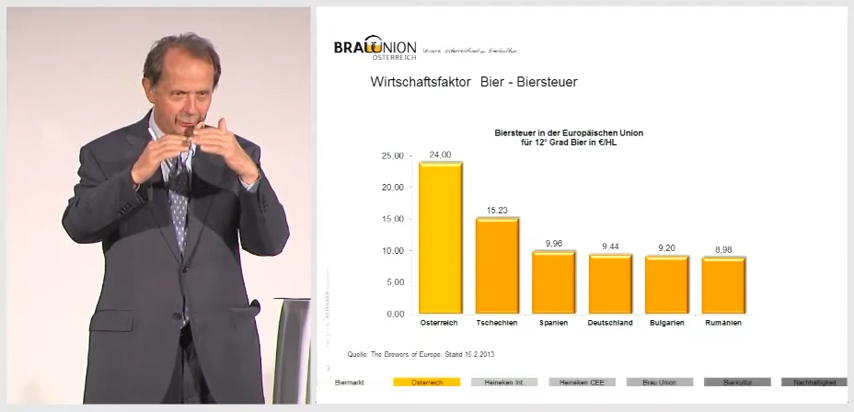 BRAU UNION
ÖSTERREICH
Wirtschaftsfaktor Bier - Biersteuer
Biersteuer in der Europäischen Union
für 12° Grad Bier in €/HL
25,00
20,00
15,00
10,00
5,00
0,00
24,00
15,23
9,96
9,44
9,20
8,98
Österreich
Tschechien
Spanien
Deutschland
Bulgarien
Rumänien
Quelle: The Brewers of Europe. Stand 15.2.2013
Biermarkt
Österreich
Heineken Int.
Heineken CEE
Brau Union
Bierkultur
Nachhaltigkeit